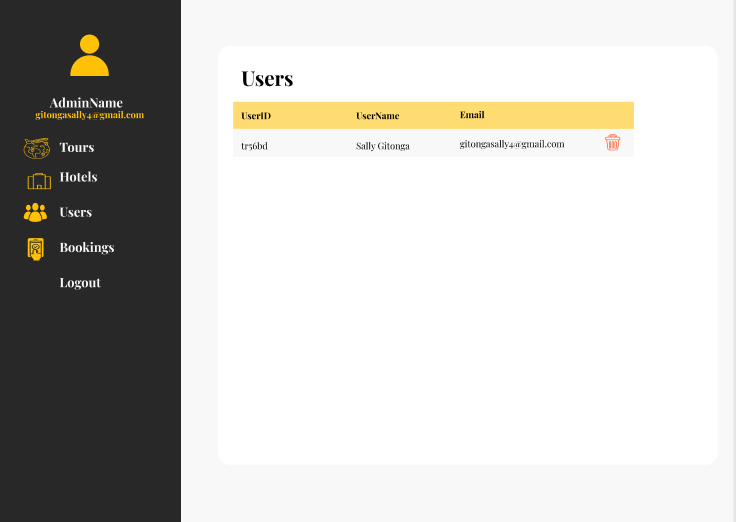 AdminName
gitongasally4@gmail.com
Tours
Hotels
Users
Bookings
Logout
Users
UserID UserName Email
tr56bd Sally Gitonga gitongasally4@gmail.com